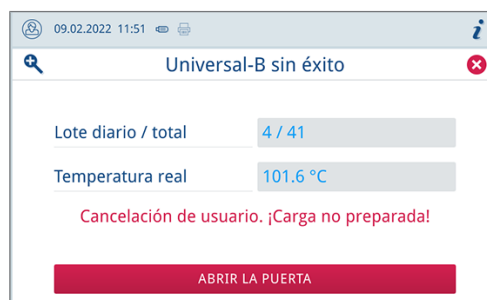 09.02.2022 11:51
Universal-B sin éxito
Lote diario / total 4 / 41
Temperatura real 101.6 °C
Cancelación de usuario. ¡Carga no preparada!
ABRIR LA PUERTA